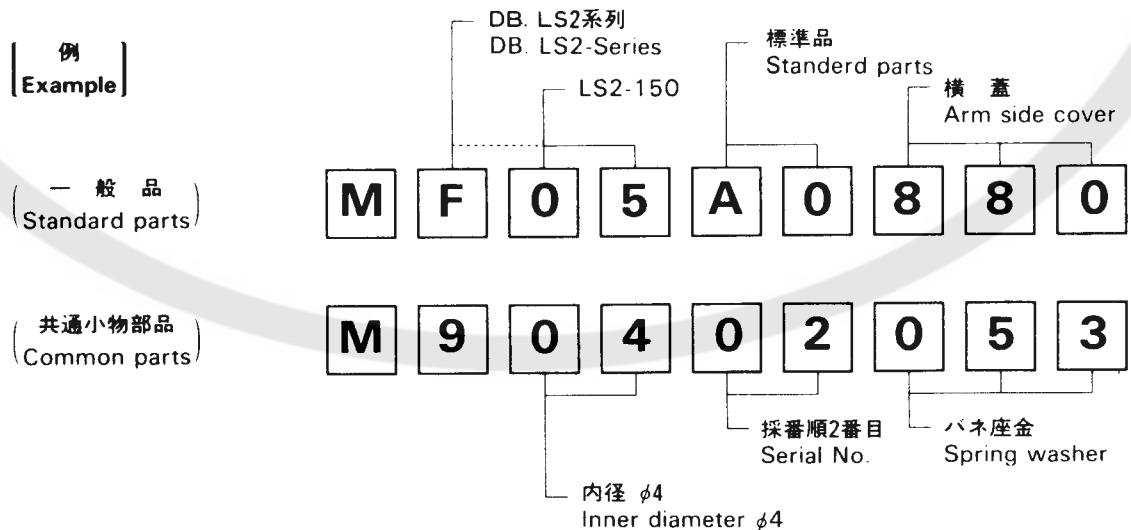 例
Example
DB. LS2系列
DB. LS2-Series
LS2-150
標準品
Standerd parts
横 蓋
Arm side cover
一 般 品
Standard parts
M F 0 5 A 0 8 8 0
共通小物部品
Common parts
M 9 0 4 0 2 0 5 3
採番順2番目
Serial No.
バネ座金
Spring washer
内径 φ4
Inner diameter φ4